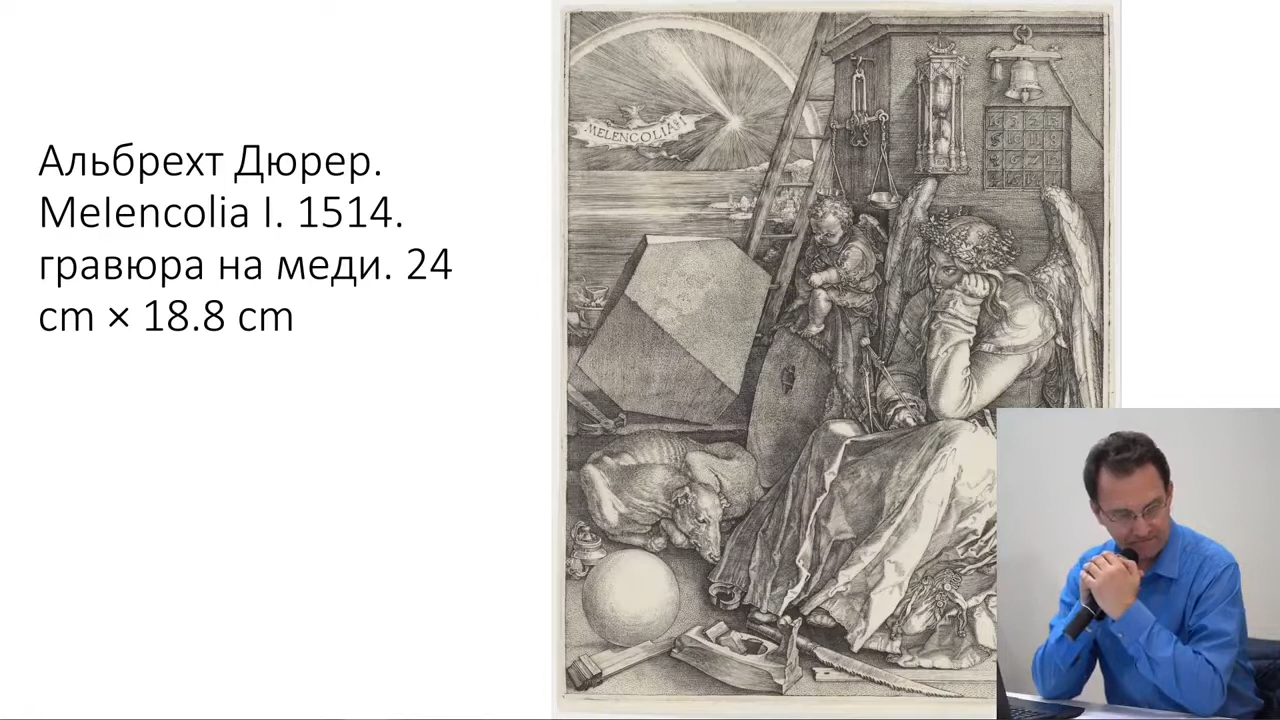 Альбрехт Дюрер.
Melencolia I. 1514.
гравюра на меди. 24
cm × 18.8 cm
MELENCOLIA§I